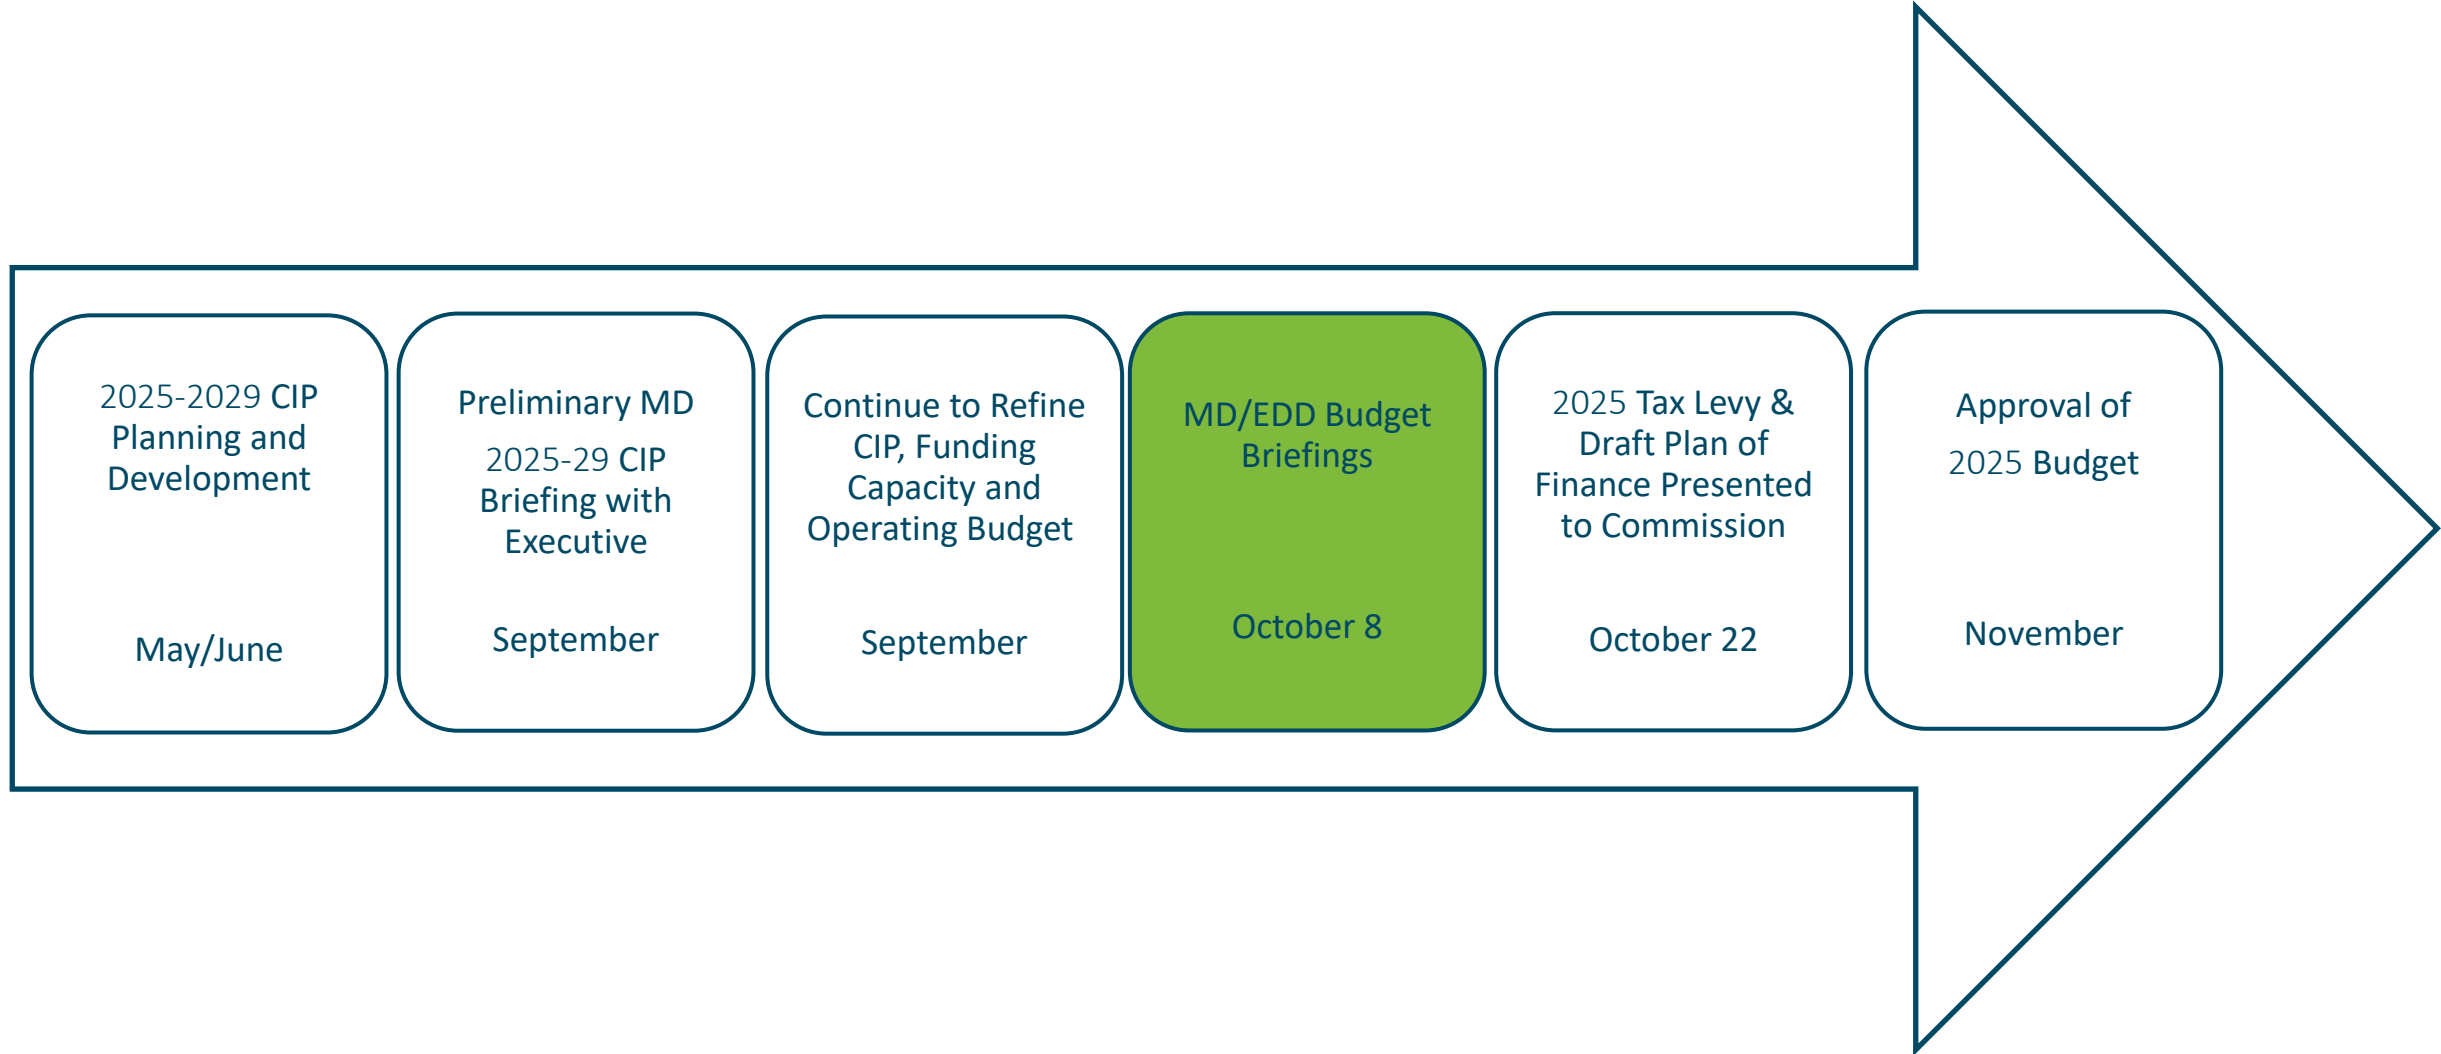 2025-2029 CIP
Planning and
Development
May/June
Preliminary MD
2025-29 CIP
Briefing with
Executive
September
Continue to Refine
CIP, Funding
Capacity and
Operating Budget
September
MD/EDD Budget
Briefings
October 8
2025 Tax Levy &
Draft Plan of
Finance Presented
to Commission
October 22
Approval of
2025 Budget
November